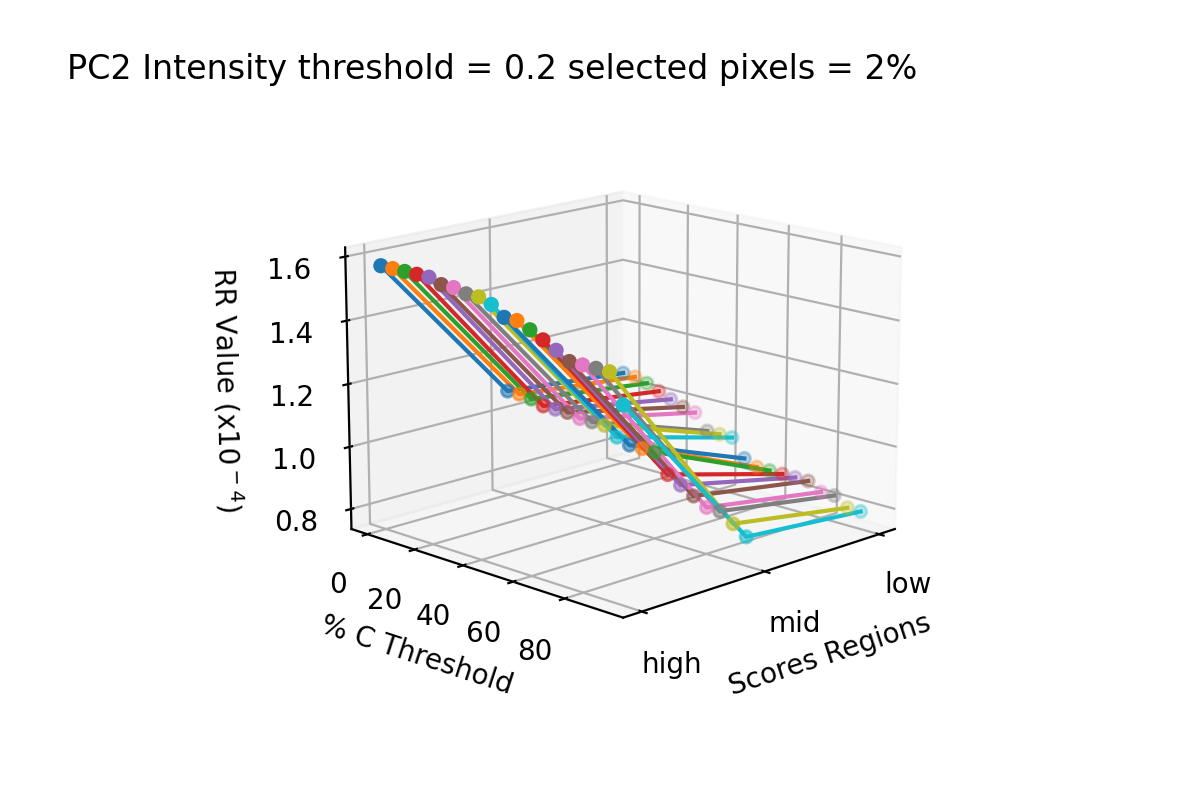 PC2 Intensity threshold = 0.2 selected pixels = 2%
RR Value (x10⁻⁴)
1.6
1.4
1.2
1.0
0.8
0
20
40
60
80
% C Threshold
high
mid
low
Scores Regions